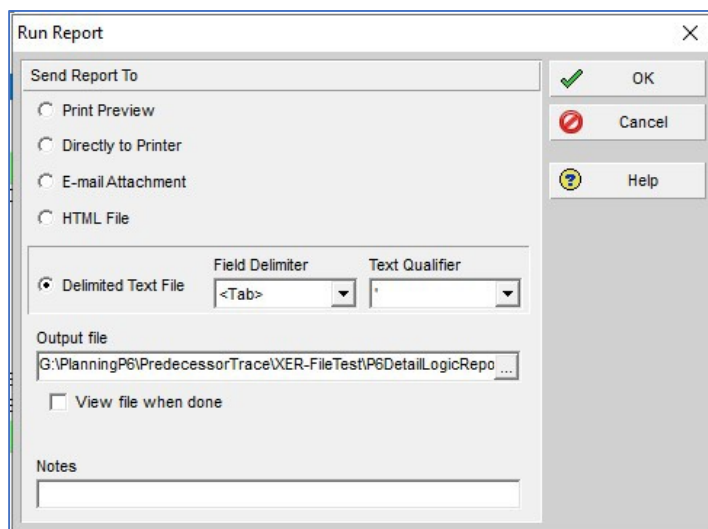 Run Report
Send Report To
OK
Print Preview
Cancel
Directly to Printer
E-mail Attachment
Help
HTML File
Field Delimiter Text Qualifier
Delimited Text File <Tab> '
Output file
G:\PlanningP6\PredecessorTrace\XER-FileTest\P6DetailLogicRepo ...
View file when done
Notes